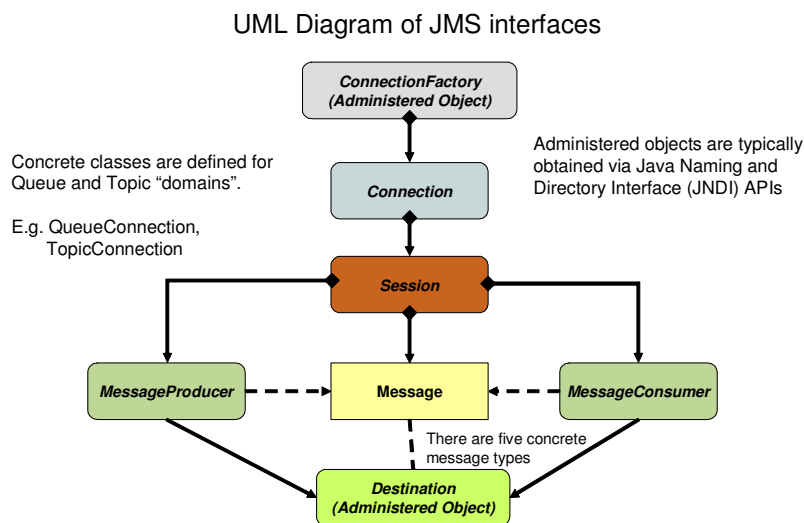 UML Diagram of JMS interfaces
ConnectionFactory
(Administered Object)
Concrete classes are defined for
Queue and Topic “domains”.
E.g. QueueConnection,
TopicConnection
Administered objects are typically
obtained via Java Naming and
Directory Interface (JNDI) APIs
Connection
Session
MessageProducer
Message
MessageConsumer
There are five concrete
message types
Destination
(Administered Object)